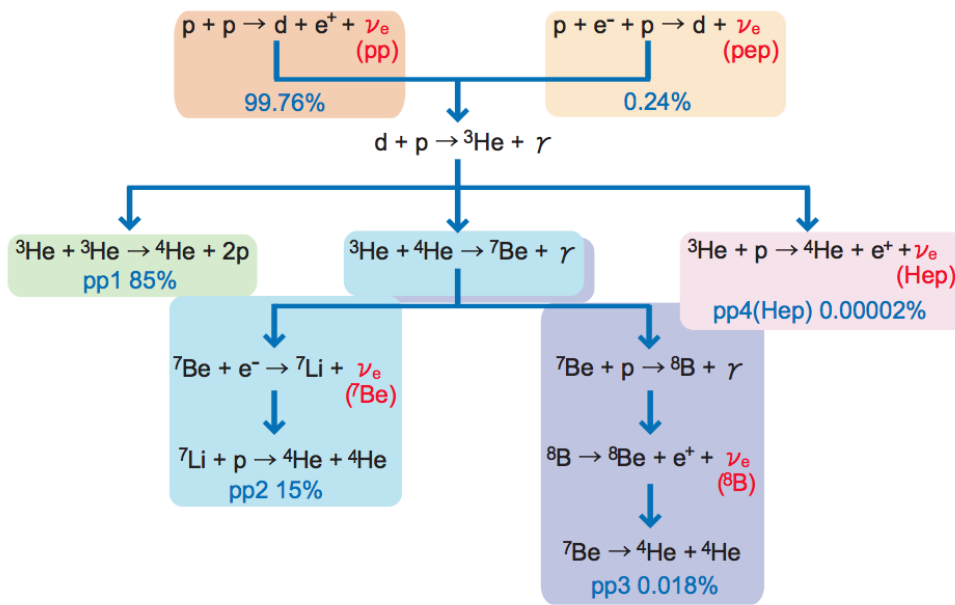 p + p → d + e⁺ + νₑ
(pp)
99.76%
p + e⁻ + p → d + νₑ
(pep)
0.24%
d + p → ³He + γ
³He + ³He → ⁴He + 2p
pp1 85%
³He + ⁴He → ⁷Be + γ
³He + p → ⁴He + e⁺ + νₑ
(Hep)
pp4(Hep) 0.00002%
⁷Be + e⁻ → ⁷Li + νₑ
(⁷Be)
⁷Li + p → ⁴He + ⁴He
pp2 15%
⁷Be + p → ⁸B + γ
⁸B → ⁸Be + e⁺ + νₑ
(⁸B)
⁷Be → ⁴He + ⁴He
pp3 0.018%